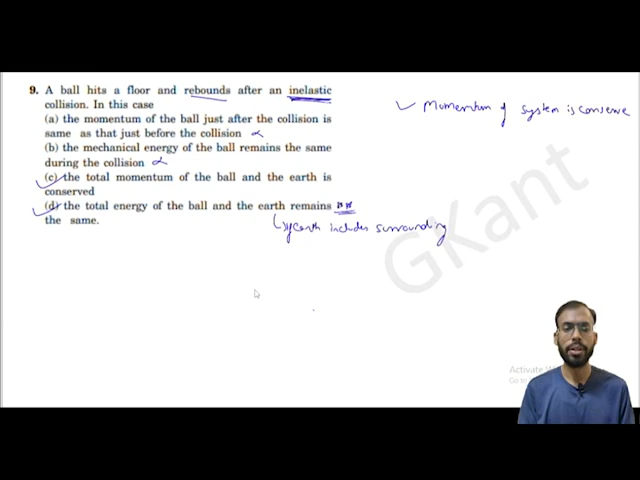 9. A ball hits a floor and rebounds after an inelastic
collision. In this case
(a) the momentum of the ball just after the collision is
same as that just before the collision
(b) the mechanical energy of the ball remains the same
during the collision
(c) the total momentum of the ball and the earth is
conserved
(d) the total energy of the ball and the earth remains **
the same.
Momentum of system is conserve
earth includes surrounding
GKant
Activate
Go to